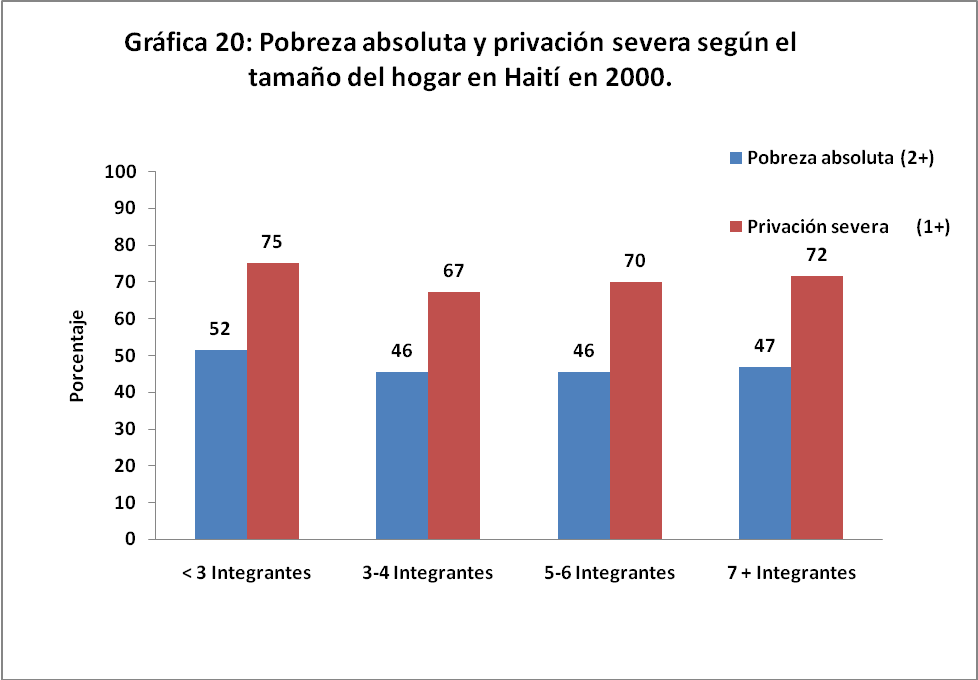 Gráfica 20: Pobreza absoluta y privación severa según el
tamaño del hogar en Haití en 2000.
Pobreza absoluta (2+)
Privación severa (1+)
Porcentaje
100
90
80
70
60
50
40
30
20
10
0
52
75
46
67
46
70
47
72
< 3 Integrantes
3-4 Integrantes
5-6 Integrantes
7 + Integrantes